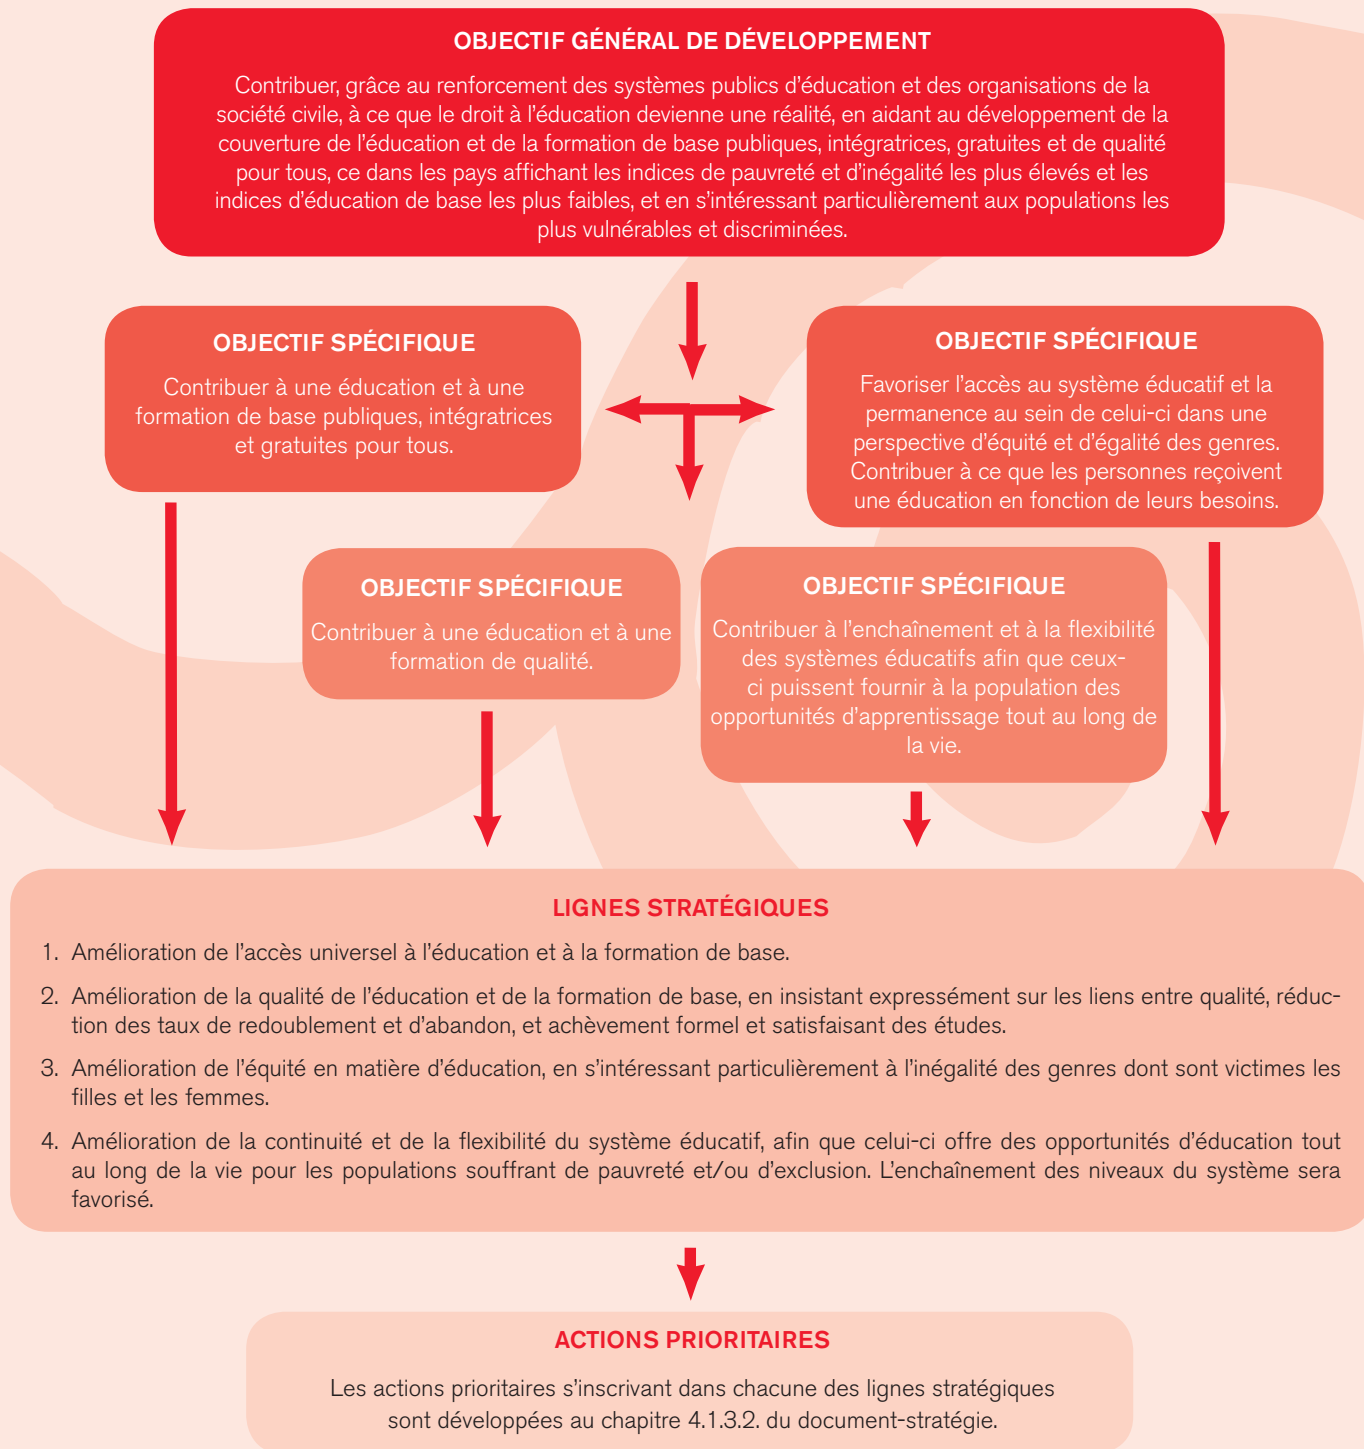 OBJECTIF GÉNÉRAL DE DÉVELOPPEMENT
Contribuer, grâce au renforcement des systèmes publics d'éducation et des organisations de la
société civile, à ce que le droit à l'éducation devienne une réalité, en aidant au développement de la
couverture de l'éducation et de la formation de base publiques, intégratrices, gratuites et de qualité
pour tous, ce dans les pays affichant les indices de pauvreté et d'inégalité les plus élevés et les
indices d'éducation de base les plus faibles, et en s'intéressant particulièrement aux populations les
plus vulnérables et discriminées.
OBJECTIF SPÉCIFIQUE
Contribuer à une éducation et à une
formation de base publiques, intégratrices
et gratuites pour tous.
OBJECTIF SPÉCIFIQUE
Favoriser l'accès au système éducatif et la
permanence au sein de celui-ci dans une
perspective d'équité et d'égalité des genres.
Contribuer à ce que les personnes reçoivent
une éducation en fonction de leurs besoins.
OBJECTIF SPÉCIFIQUE
Contribuer à une éducation et à une
formation de qualité.
OBJECTIF SPÉCIFIQUE
Contribuer à l'enchaînement et à la flexibilité
des systèmes éducatifs afin que ceux-
ci puissent fournir à la population des
opportunités d'apprentissage tout au long de
la vie.
LIGNES STRATÉGIQUES
1. Amélioration de l'accès universel à l'éducation et à la formation de base.
2. Amélioration de la qualité de l'éducation et de la formation de base, en insistant expressément sur les liens entre qualité, réduc-
tion des taux de redoublement et d'abandon, et achèvement formel et satisfaisant des études.
3. Amélioration de l'équité en matière d'éducation, en s'intéressant particulièrement à l'inégalité des genres dont sont victimes les
filles et les femmes.
4. Amélioration de la continuité et de la flexibilité du système éducatif, afin que celui-ci offre des opportunités d'éducation tout
au long de la vie pour les populations souffrant de pauvreté et/ou d'exclusion. L'enchaînement des niveaux du système sera
favorisé.
ACTIONS PRIORITAIRES
Les actions prioritaires s'inscrivant dans chacune des lignes stratégiques
sont développées au chapitre 4.1.3.2. du document-stratégie.